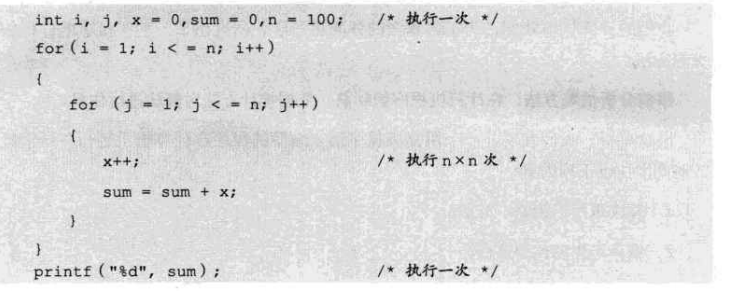 int i, j, x = 0,sum = 0,n = 100;    /* 执行一次 */
for(i = 1; i < = n; i++)
{
    for (j = 1; j < = n; j++)
    {
        x++;    /* 执行n×n 次 */
        sum = sum + x;
    }
}
printf("%d", sum);    /* 执行一次 */